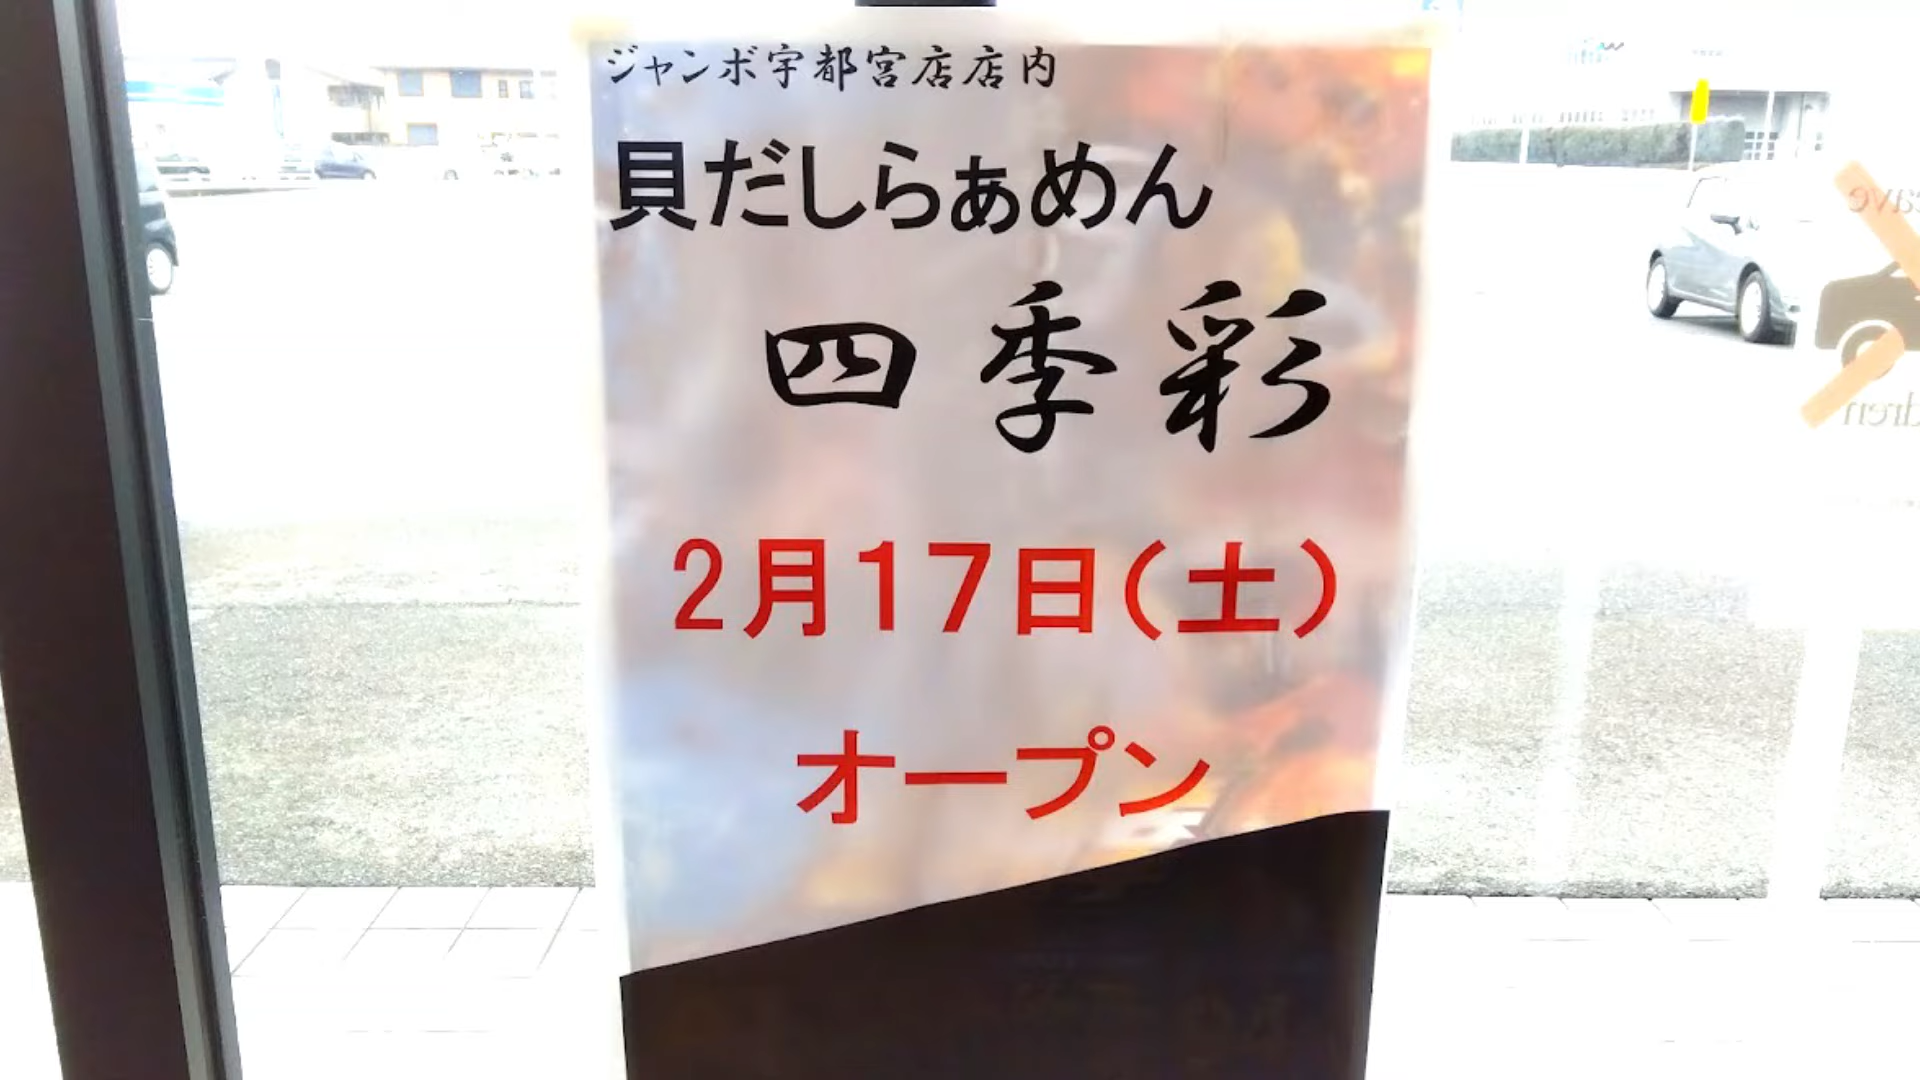 ジャンボ宇都宮店店内
貝だしらぁめん
四季彩
2月17日(土)
オープン